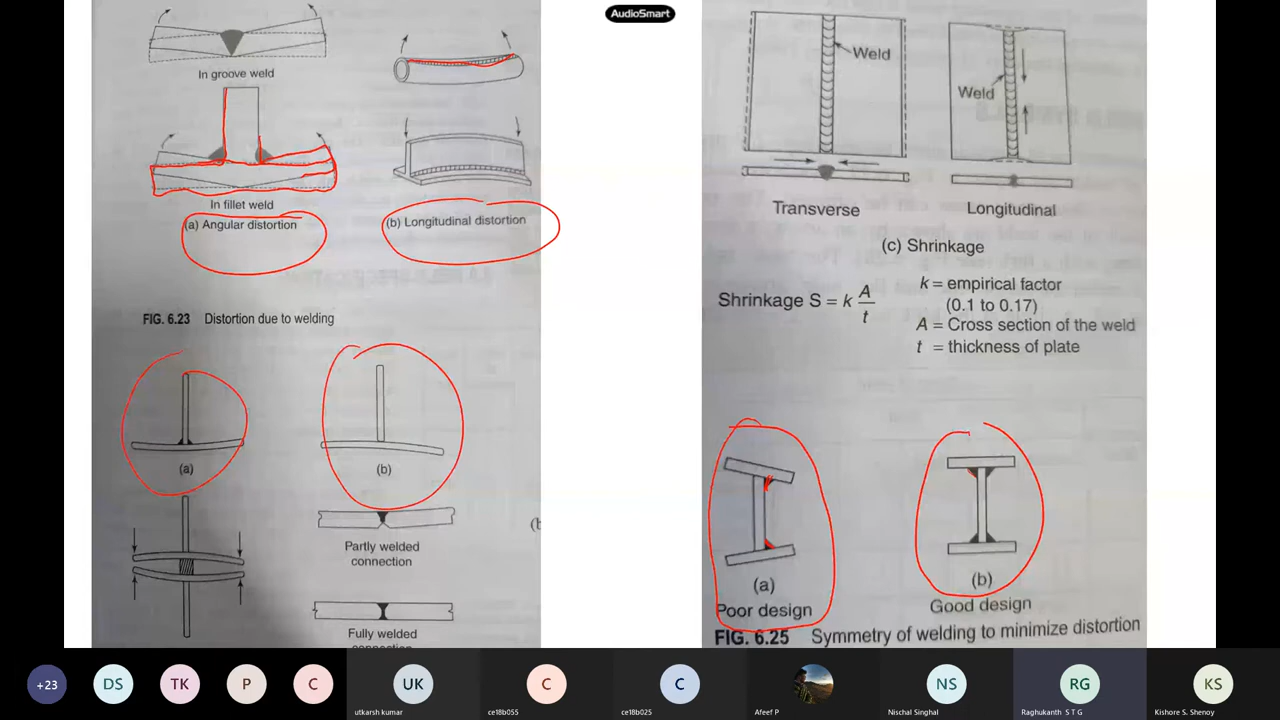 AudioSmart
In groove weld
In fillet weld
(a) Angular distortion
(b) Longitudinal distortion
FIG. 6.23 Distortion due to welding
(a)
(b)
Partly welded
connection
Fully welded
(b
Weld
Weld
Transverse
Longitudinal
(c) Shrinkage
Shrinkage S = k A/t
k = empirical factor
(0.1 to 0.17)
A = Cross section of the weld
t = thickness of plate
(a)
Poor design
(b)
Good design
FIG. 6.25 Symmetry of welding to minimize distortion
+23
DS
TK
P
C
UK
utkarsh kumar
C
ce18b055
C
ce18b025
Afeef P
NS
Nischal Singhal
RG
Raghukanth S T G
KS
Kishore S. Shenoy